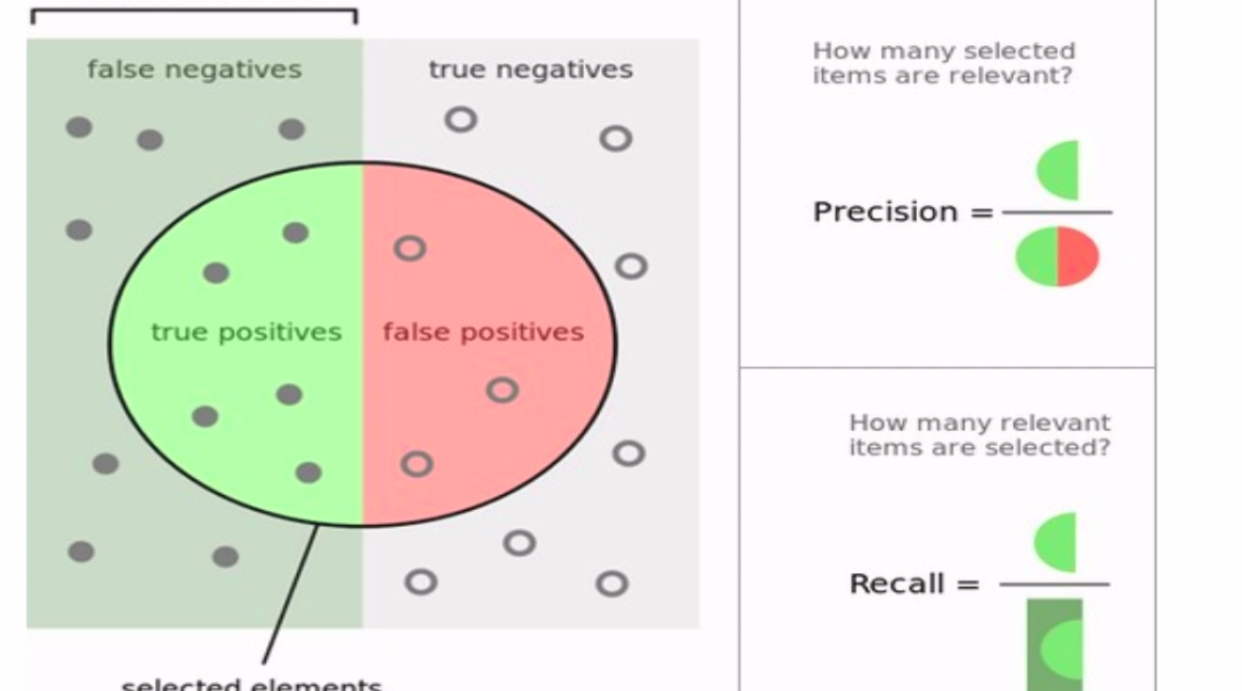 false negatives
true negatives
true positives
false positives
selected elements
How many selected
items are relevant?
Precision =
How many relevant
items are selected?
Recall =